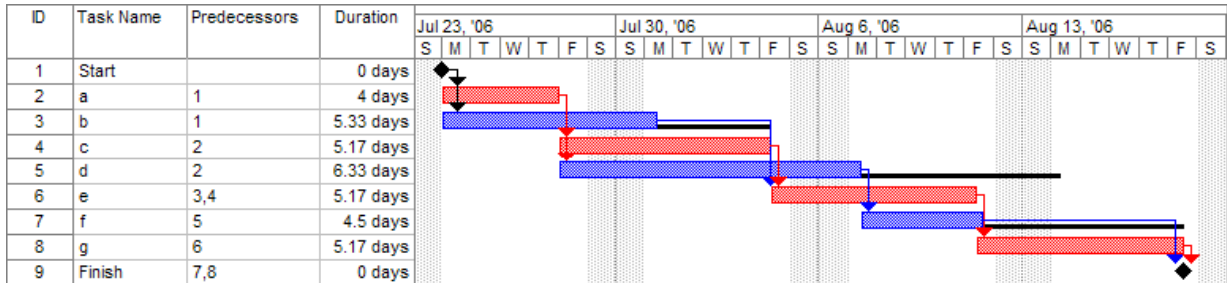 ID Task Name Predecessors Duration
Jul 23, '06 Jul 30, '06 Aug 6, '06 Aug 13, '06
S M T W T F S S M T W T F S S M T W T F S S M T W T F S
1 Start 0 days
2 a 1 4 days
3 b 1 5.33 days
4 c 2 5.17 days
5 d 2 6.33 days
6 e 3,4 5.17 days
7 f 5 4.5 days
8 g 6 5.17 days
9 Finish 7,8 0 days